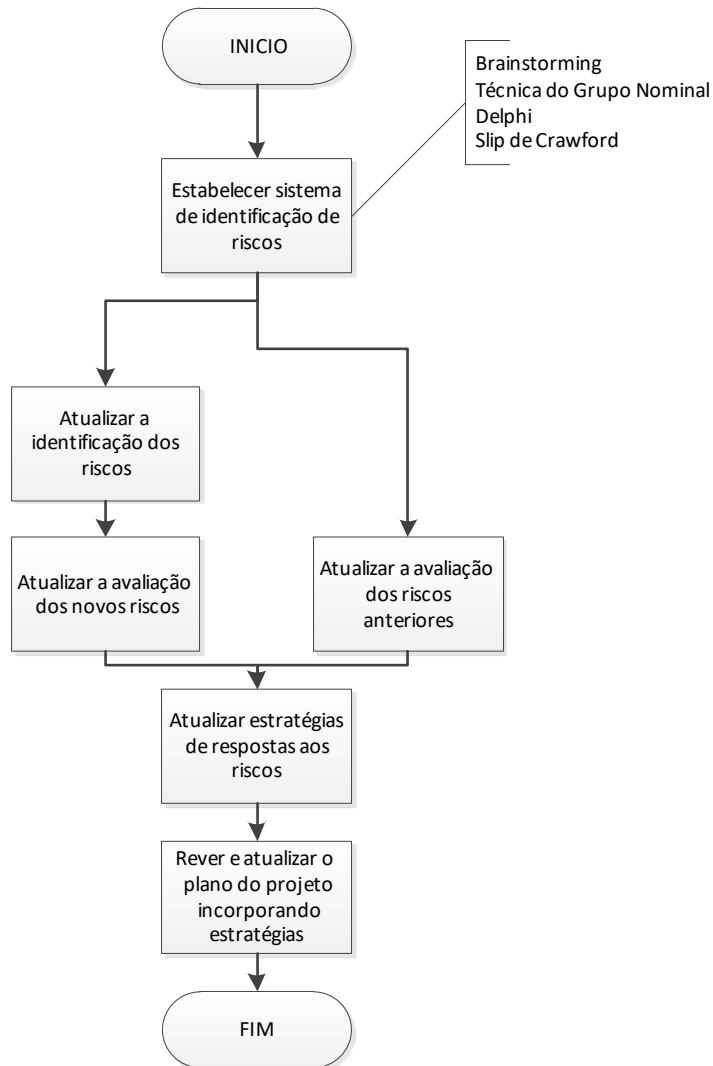 INICIO
Brainstorming
Técnica do Grupo Nominal
Delphi
Slip de Crawford
Estabelecer sistema
de identificação de
riscos
Atualizar a
identificação dos
riscos
Atualizar a avaliação
dos novos riscos
Atualizar a avaliação
dos riscos
anteriores
Atualizar estratégias
de respostas aos
riscos
Rever e atualizar o
plano do projeto
incorporando
estratégias
FIM